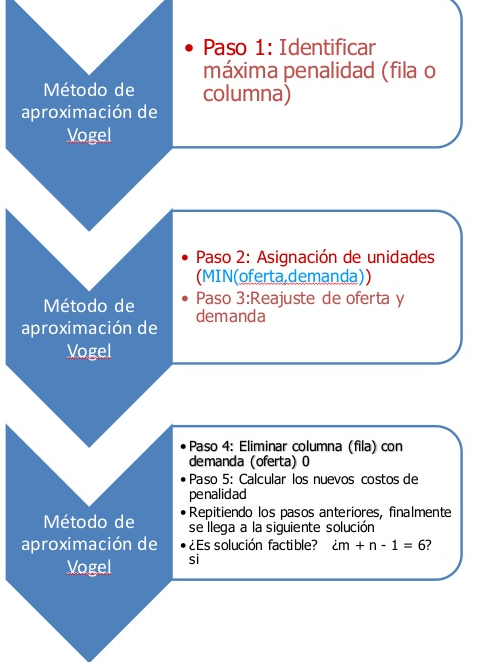 Método de
aproximación de
Vogel
• Paso 1: Identificar
máxima penalidad (fila o
columna)
Método de
aproximación de
Vogel
• Paso 2: Asignación de unidades
(MIN(oferta,demanda))
• Paso 3:Reajuste de oferta y
demanda
Método de
aproximación de
Vogel
• Paso 4: Eliminar columna (fila) con
demanda (oferta) 0
• Paso 5: Calcular los nuevos costos de
penalidad
• Repitiendo los pasos anteriores, finalmente
se llega a la siguiente solución
• ¿Es solución factible? ¿m + n - 1 = 6?
si